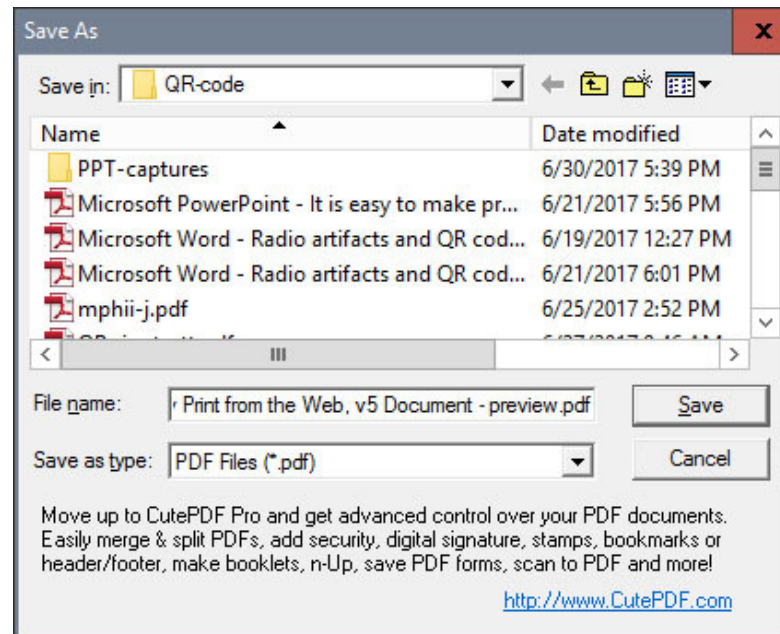 Save As
Save in: QR-code
Name Date modified
PPT-captures 6/30/2017 5:39 PM
Microsoft PowerPoint - It is easy to make pr... 6/21/2017 5:56 PM
Microsoft Word - Radio artifacts and QR cod... 6/19/2017 12:27 PM
Microsoft Word - Radio artifacts and QR cod... 6/21/2017 6:01 PM
mphii-j.pdf 6/25/2017 2:52 PM
File name: Print from the Web, v5 Document - preview.pdf Save
Save as type: PDF Files (*.pdf) Cancel
Move up to CutePDF Pro and get advanced control over your PDF documents.
Easily merge & split PDFs, add security, digital signature, stamps, bookmarks or
header/footer, make booklets, n-Up, save PDF forms, scan to PDF and more!
http://www.CutePDF.com